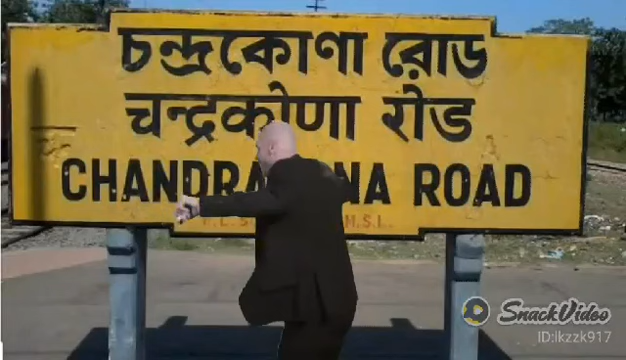 চন্দ্রকোণা রোড
चन्द्रकोणा रोड
CHANDRA NA ROAD
M.S.L.
SnackVideo
ID:lkzzk917